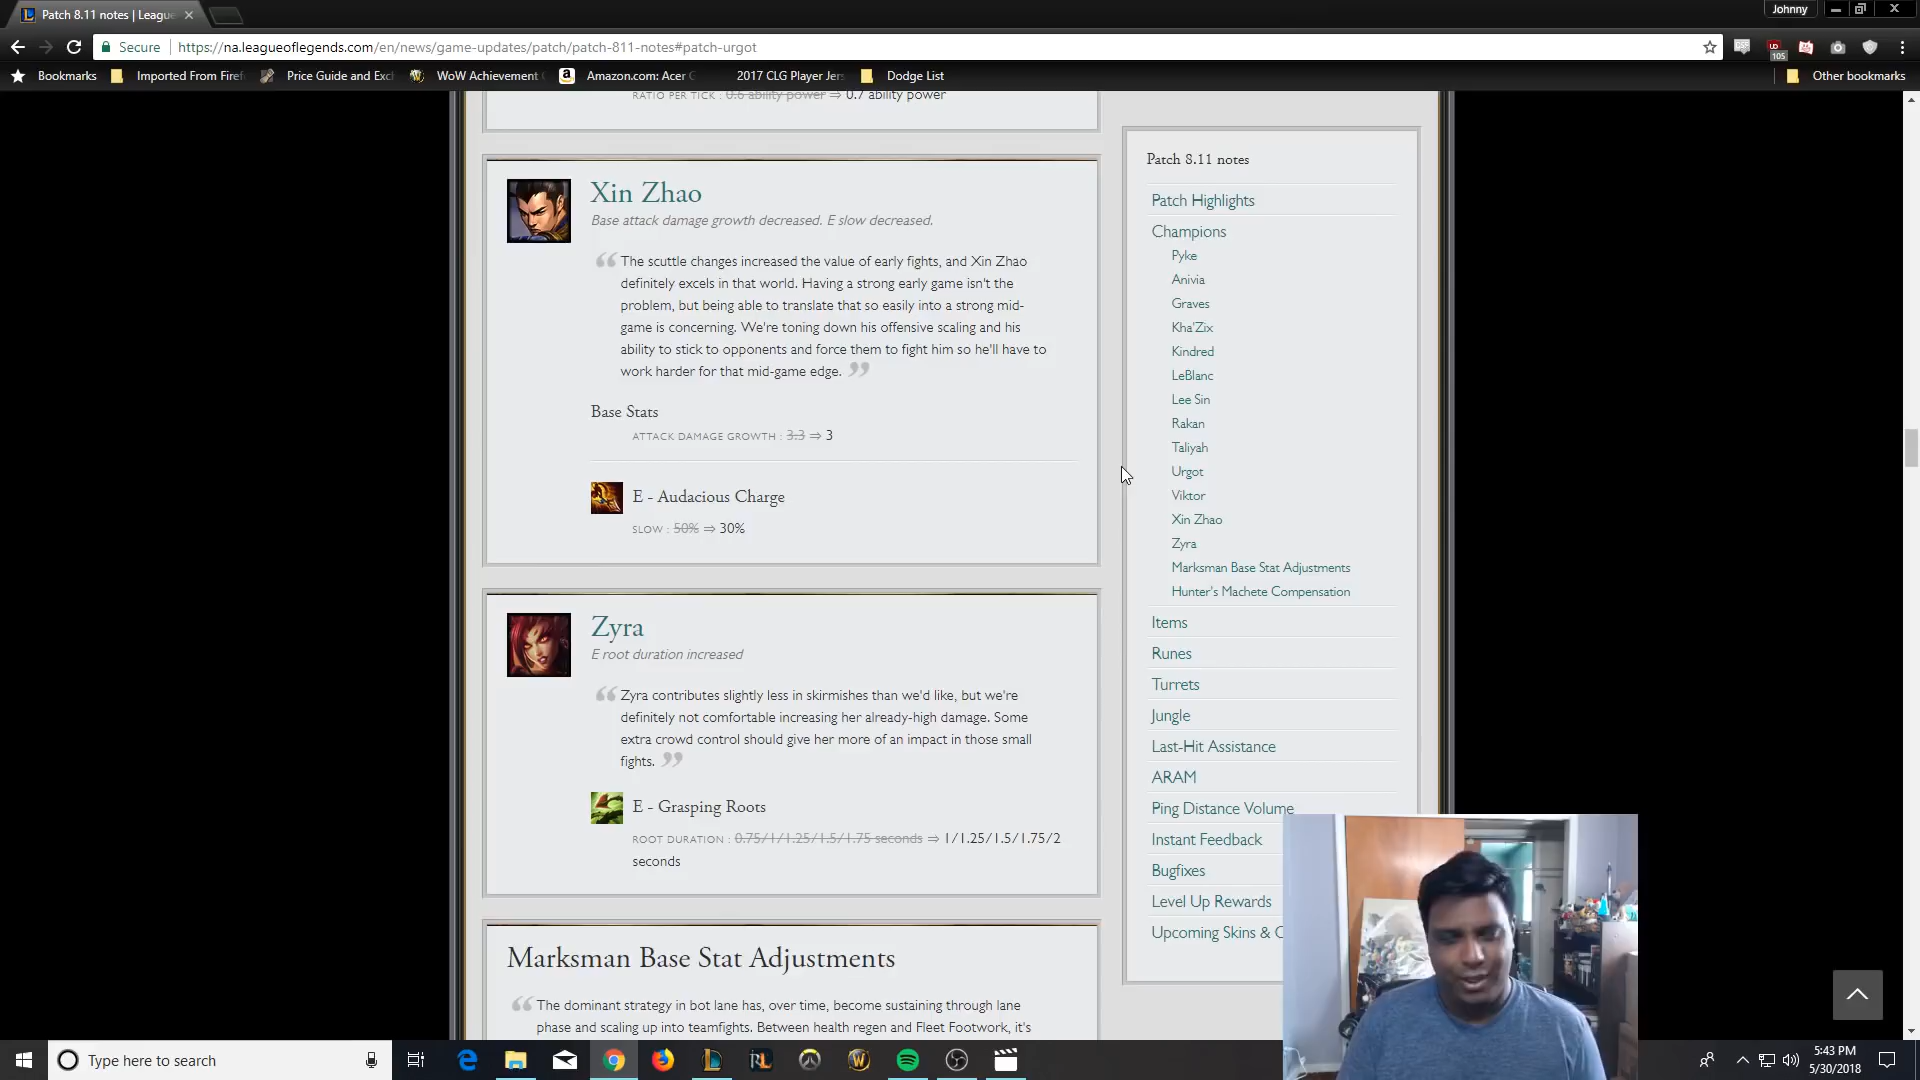 Patch 8.11 notes | League
Johnny
Secure
https://na.leagueoflegends.com/en/news/game-updates/patch/patch-811-notes#patch-urgot
105
Bookmarks
Imported From Firef
Price Guide and Exch
WoW Achievement
Amazon.com: Acer
2017 CLG Player Jers
Dodge List
Other bookmarks
RATIO PER TICK : 0.6 ability power ⇒ 0.7 ability power
Xin Zhao
Base attack damage growth decreased. E slow decreased.
“ The scuttle changes increased the value of early fights, and Xin Zhao
definitely excels in that world. Having a strong early game isn't the
problem, but being able to translate that so easily into a strong mid-
game is concerning. We're toning down his offensive scaling and his
ability to stick to opponents and force them to fight him so he'll have to
work harder for that mid-game edge. ”
Base Stats
ATTACK DAMAGE GROWTH : 3.3 ⇒ 3
E - Audacious Charge
SLOW : 50% ⇒ 30%
Zyra
E root duration increased
“ Zyra contributes slightly less in skirmishes than we'd like, but we're
definitely not comfortable increasing her already-high damage. Some
extra crowd control should give her more of an impact in those small
fights. ”
E - Grasping Roots
ROOT DURATION : 0.75/1/1.25/1.5/1.75 seconds ⇒ 1/1.25/1.5/1.75/2
seconds
Marksman Base Stat Adjustments
“ The dominant strategy in bot lane has, over time, become sustaining through lane
phase and scaling up into teamfights. Between health regen and Fleet Footwork, it's
Patch 8.11 notes
Patch Highlights
Champions
Pyke
Anivia
Graves
Kha'Zix
Kindred
LeBlanc
Lee Sin
Rakan
Taliyah
Urgot
Viktor
Xin Zhao
Zyra
Marksman Base Stat Adjustments
Hunter's Machete Compensation
Items
Runes
Turrets
Jungle
Last-Hit Assistance
ARAM
Ping Distance Volume
Instant Feedback
Bugfixes
Level Up Rewards
Upcoming Skins & C
Type here to search
5:43 PM
5/30/2018